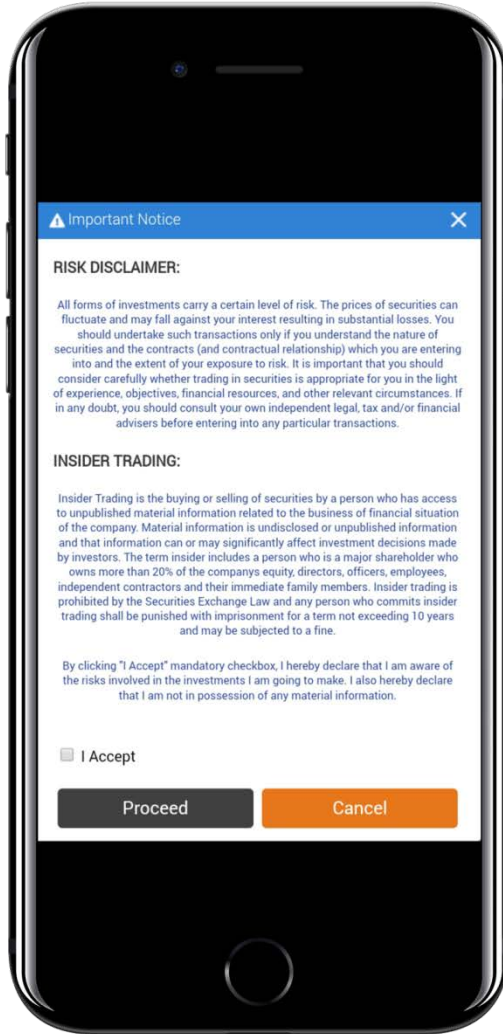 Important Notice
RISK DISCLAIMER:
All forms of investments carry a certain level of risk. The prices of securities can
fluctuate and may fall against your interest resulting in substantial losses. You
should undertake such transactions only if you understand the nature of
securities and the contracts (and contractual relationship) which you are entering
into and the extent of your exposure to risk. It is important that you should
consider carefully whether trading in securities is appropriate for you in the light
of experience, objectives, financial resources, and other relevant circumstances. If
in any doubt, you should consult your own independent legal, tax and/or financial
advisers before entering into any particular transactions.
INSIDER TRADING:
Insider Trading is the buying or selling of securities by a person who has access
to unpublished material information related to the business of financial situation
of the company. Material information is undisclosed or unpublished information
and that information can or may significantly affect investment decisions made
by investors. The term insider includes a person who is a major shareholder who
owns more than 20% of the companys equity, directors, officers, employees,
independent contractors and their immediate family members. Insider trading is
prohibited by the Securities Exchange Law and any person who commits insider
trading shall be punished with imprisonment for a term not exceeding 10 years
and may be subjected to a fine.
By clicking "I Accept" mandatory checkbox, I hereby declare that I am aware of
the risks involved in the investments I am going to make. I also hereby declare
that I am not in possession of any material information.
I Accept
Proceed Cancel